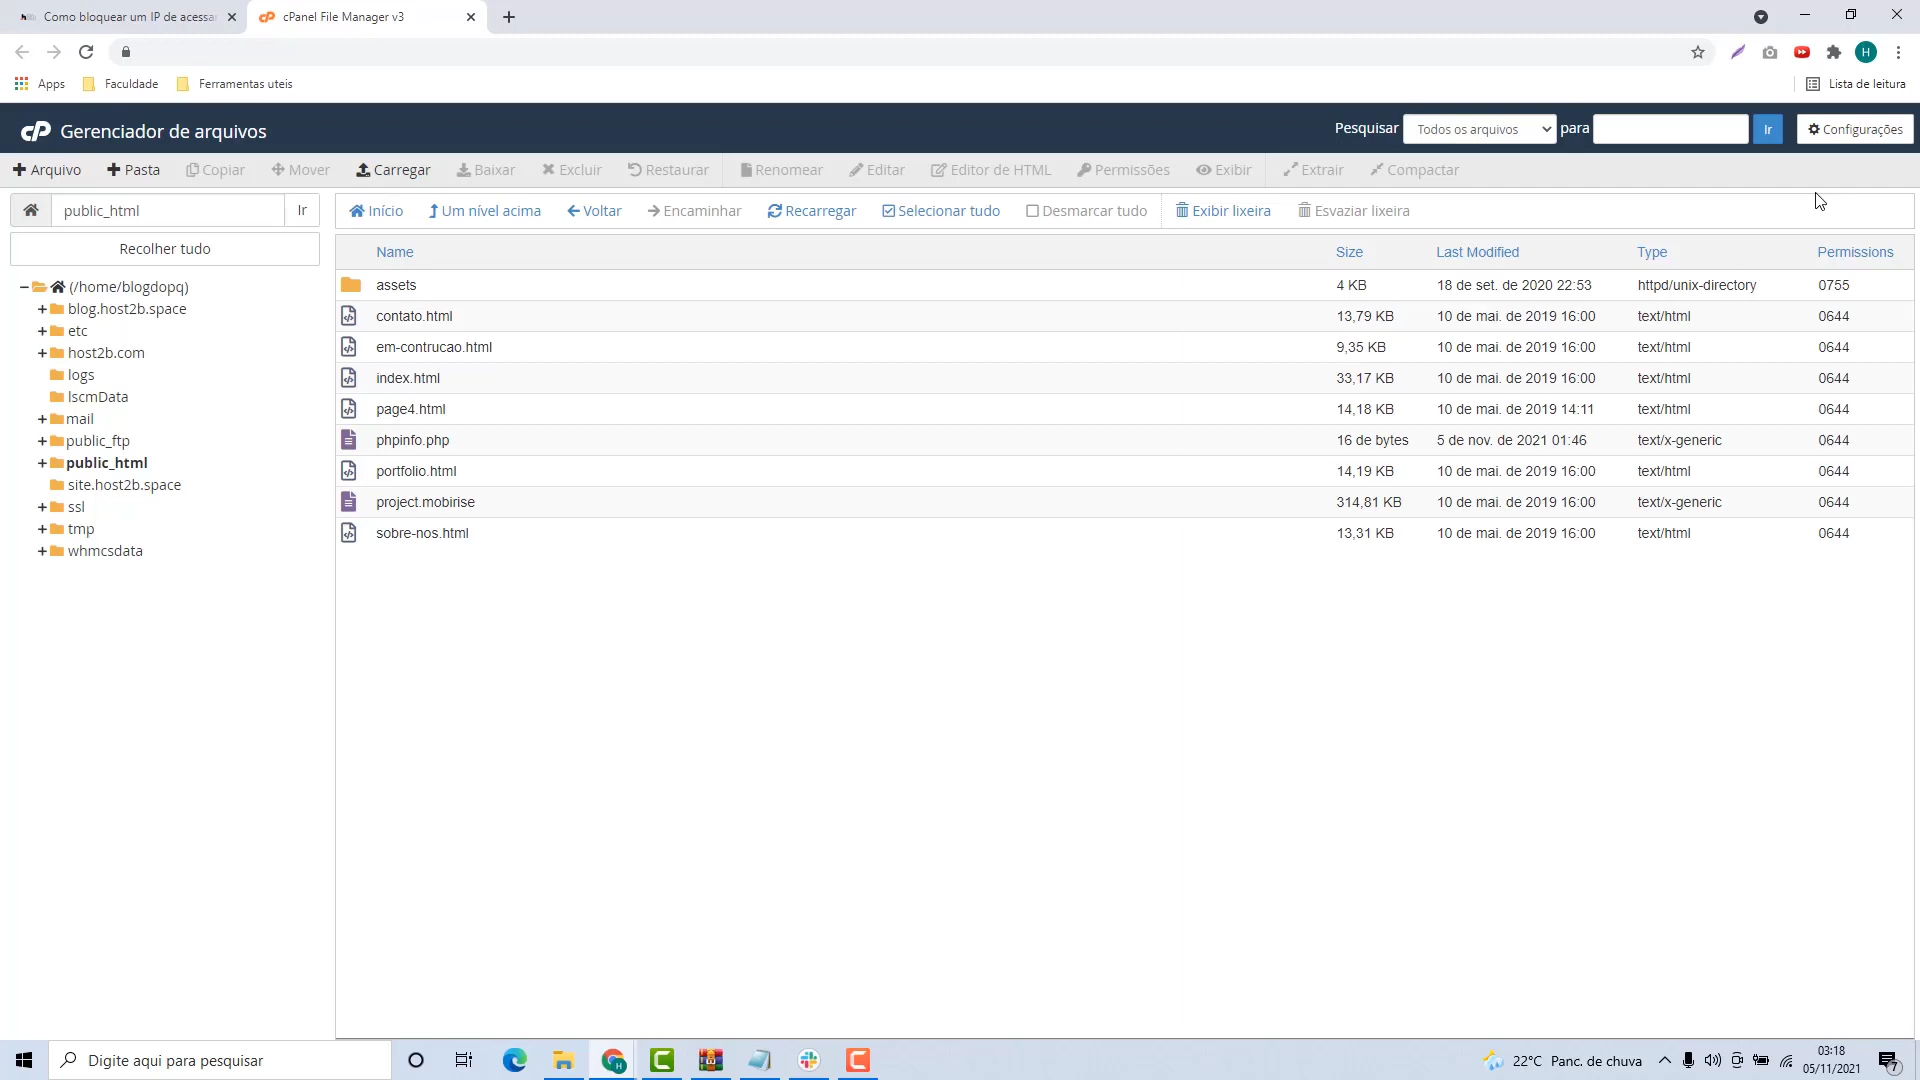 Como bloquear um IP de acessa
cPanel File Manager v3
Apps
Faculdade
Ferramentas uteis
Lista de leitura
H
cP Gerenciador de arquivos
Pesquisar Todos os arquivos para Ir Configurações
Arquivo Pasta Copiar Mover Carregar Baixar Excluir Restaurar Renomear Editar Editor de HTML Permissões Exibir Extrair Compactar
public_html Ir
Início Um nível acima Voltar Encaminhar Recarregar Selecionar tudo Desmarcar tudo Exibir lixeira Esvaziar lixeira
Recolher tudo
(/home/blogdopq)
blog.host2b.space
etc
host2b.com
logs
lscmData
mail
public_ftp
public_html
site.host2b.space
ssl
tmp
whmcsdata
Name Size Last Modified Type Permissions
assets 4 KB 18 de set. de 2020 22:53 httpd/unix-directory 0755
contato.html 13,79 KB 10 de mai. de 2019 16:00 text/html 0644
em-contrucao.html 9,35 KB 10 de mai. de 2019 16:00 text/html 0644
index.html 33,17 KB 10 de mai. de 2019 16:00 text/html 0644
page4.html 14,18 KB 10 de mai. de 2019 14:11 text/html 0644
phpinfo.php 16 de bytes 5 de nov. de 2021 01:46 text/x-generic 0644
portfolio.html 14,19 KB 10 de mai. de 2019 16:00 text/html 0644
project.mobirise 314,81 KB 10 de mai. de 2019 16:00 text/x-generic 0644
sobre-nos.html 13,31 KB 10 de mai. de 2019 16:00 text/html 0644
Digite aqui para pesquisar
22°C Panc. de chuva
03:18
05/11/2021
7